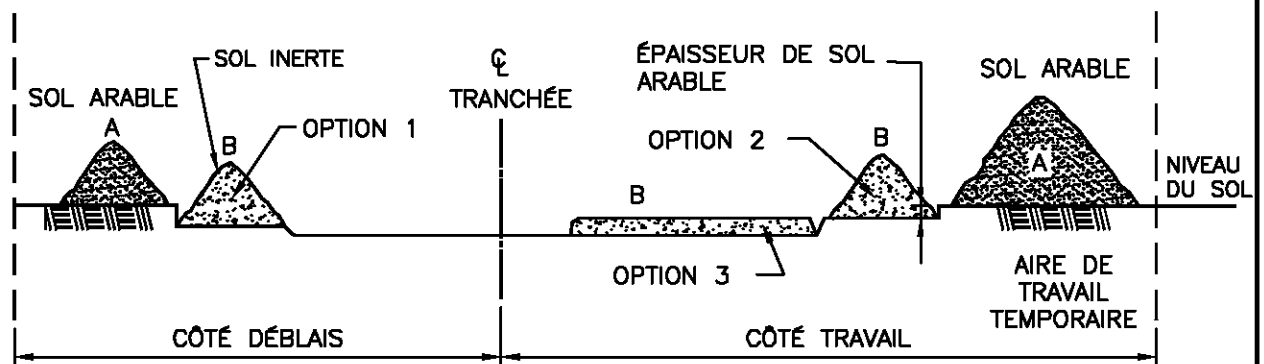 SOL INERTE
℄
TRANCHÉE
ÉPAISSEUR DE SOL
ARABLE
SOL ARABLE
SOL ARABLE
A
B
OPTION 1
OPTION 2
B
A
NIVEAU
DU SOL
B
OPTION 3
AIRE DE
TRAVAIL
TEMPORAIRE
CÔTÉ DÉBLAIS
CÔTÉ TRAVAIL